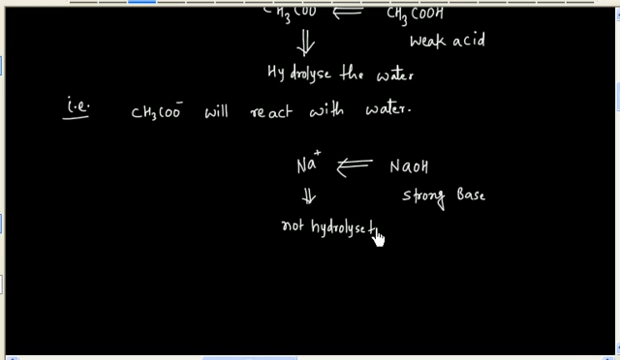 CH3COO ⇐ CH3COOH
weak acid
⇓
Hydrolyse the water
i.e. CH3COO⁻ will react with water.
Na⁺ ⇐ NaOH
⇓ Strong Base
not hydrolyse t